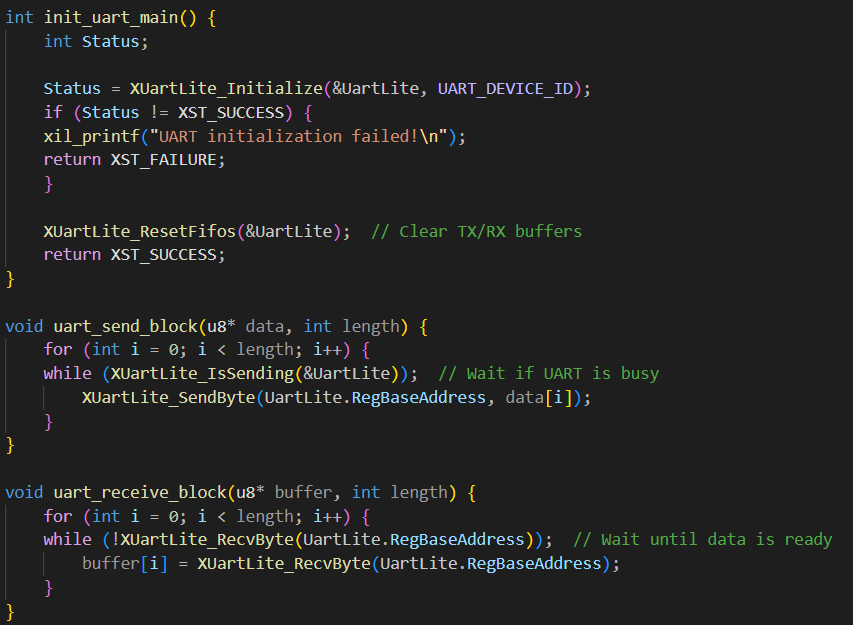 int init_uart_main() {
    int Status;

    Status = XUartLite_Initialize(&UartLite, UART_DEVICE_ID);
    if (Status != XST_SUCCESS) {
    xil_printf("UART initialization failed!\n");
    return XST_FAILURE;
    }

    XUartLite_ResetFifos(&UartLite);  // Clear TX/RX buffers
    return XST_SUCCESS;
}

void uart_send_block(u8* data, int length) {
    for (int i = 0; i < length; i++) {
    while (XUartLite_IsSending(&UartLite));  // Wait if UART is busy
        XUartLite_SendByte(UartLite.RegBaseAddress, data[i]);
    }
}

void uart_receive_block(u8* buffer, int length) {
    for (int i = 0; i < length; i++) {
    while (!XUartLite_RecvByte(UartLite.RegBaseAddress));  // Wait until data is ready
        buffer[i] = XUartLite_RecvByte(UartLite.RegBaseAddress);
    }
}